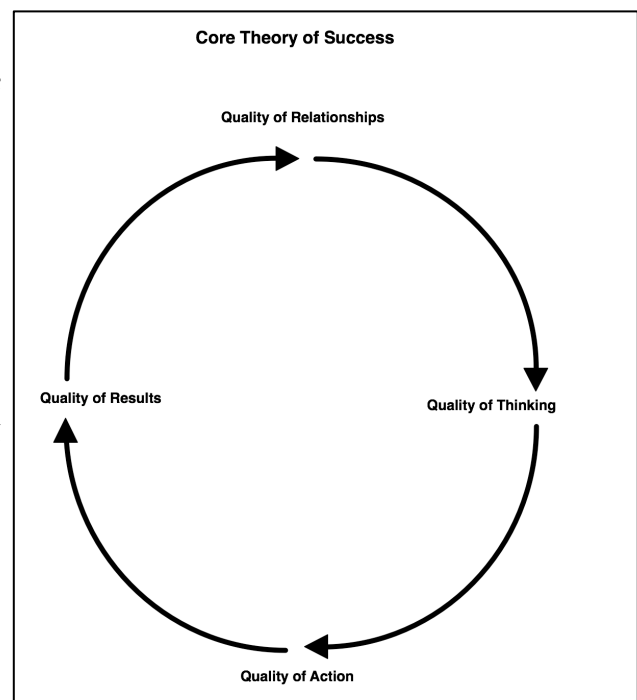 Core Theory of Success
Quality of Relationships
Quality of Results
Quality of Thinking
Quality of Action